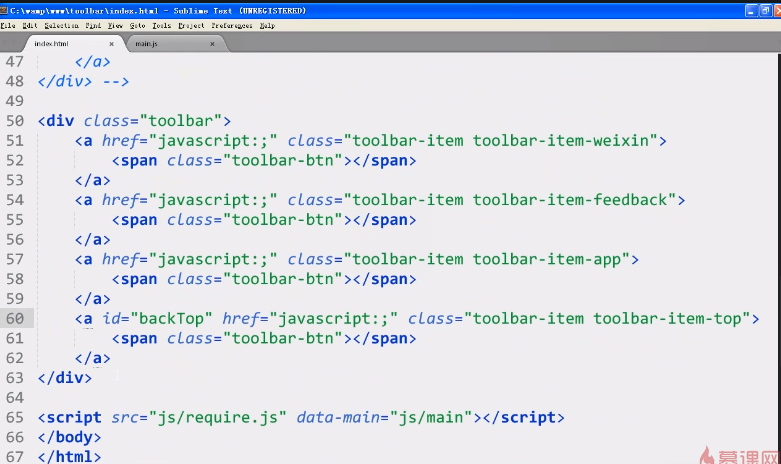 C:\wamp\www\toolbar\index.html - Sublime Text (UNREGISTERED)
File Edit Selection Find View Goto Tools Project Preferences Help
index.html × main.js ×
47 </a>
48 </div> -->
49
50 <div class="toolbar">
51 <a href="javascript:;" class="toolbar-item toolbar-item-weixin">
52 <span class="toolbar-btn"></span>
53 </a>
54 <a href="javascript:;" class="toolbar-item toolbar-item-feedback">
55 <span class="toolbar-btn"></span>
56 </a>
57 <a href="javascript:;" class="toolbar-item toolbar-item-app">
58 <span class="toolbar-btn"></span>
59 </a>
60 <a id="backTop" href="javascript:;" class="toolbar-item toolbar-item-top">
61 <span class="toolbar-btn"></span>
62 </a>
63 </div>
64
65 <script src="js/require.js" data-main="js/main"></script>
66 </body>
67 </html>
慕课网